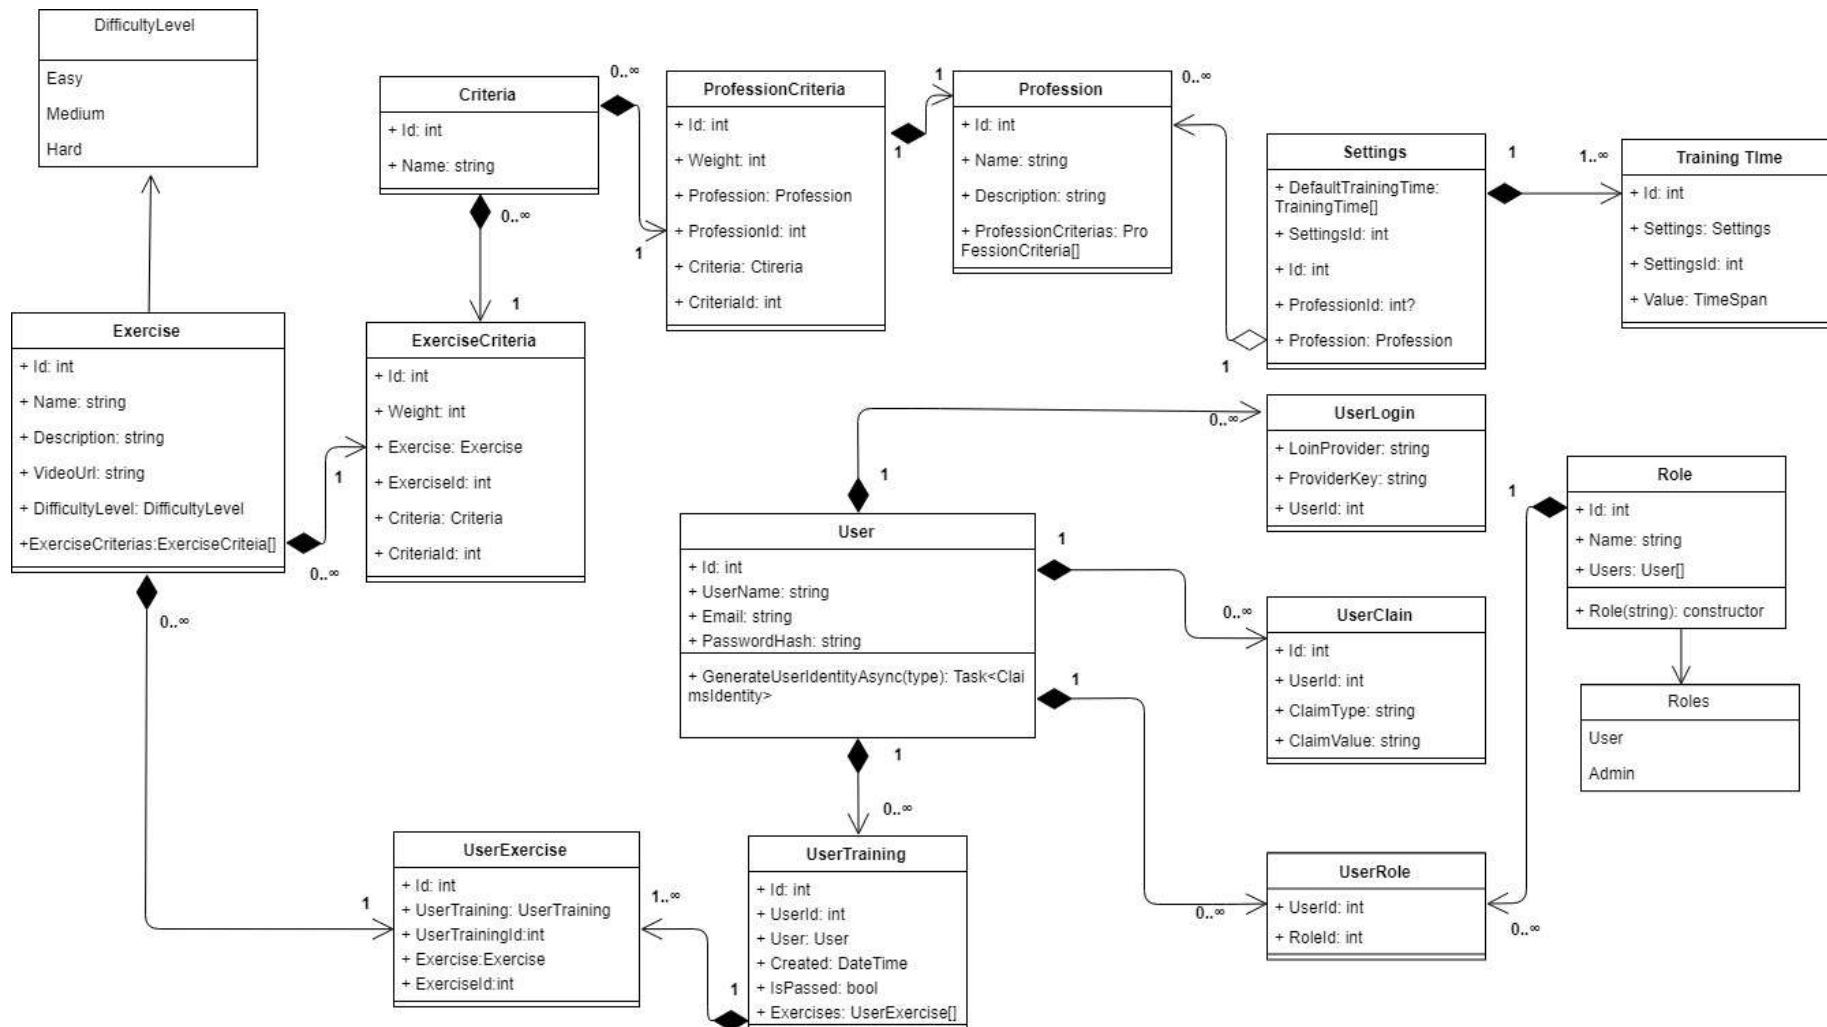 DifficultyLevel
Easy
Medium
Hard
Criteria
+ Id: int
+ Name: string
0..∞
1
0..∞
1
ProfessionCriteria
+ Id: int
+ Weight: int
+ Profession: Profession
+ ProfessionId: int
+ Criteria: Ctireria
+ CriteriaId: int
1
1
Profession
+ Id: int
+ Name: string
+ Description: string
+ ProfessionCriterias: Pro
FessionCriteria[]
0..∞
1
Settings
+ DefaultTrainingTime:
TrainingTime[]
+ SettingsId: int
+ Id: int
+ ProfessionId: int?
+ Profession: Profession
1
1..∞
Training TIme
+ Id: int
+ Settings: Settings
+ SettingsId: int
+ Value: TimeSpan
Exercise
+ Id: int
+ Name: string
+ Description: string
+ VideoUrl: string
+ DifficultyLevel: DifficultyLevel
+ExerciseCriterias:ExerciseCriteia[]
1
0..∞
0..∞
ExerciseCriteria
+ Id: int
+ Weight: int
+ Exercise: Exercise
+ ExerciseId: int
+ Criteria: Criteria
+ CriteriaId: int
0..∞
1
UserLogin
+ LoinProvider: string
+ ProviderKey: string
+ UserId: int
User
+ Id: int
+ UserName: string
+ Email: string
+ PasswordHash: string
+ GenerateUserIdentityAsync(type): Task<Clai
msIdentity>
1
0..∞
1
1
UserClain
+ Id: int
+ UserId: int
+ ClaimType: string
+ ClaimValue: string
1
Role
+ Id: int
+ Name: string
+ Users: User[]
+ Role(string): constructor
Roles
User
Admin
0..∞
1
1..∞
1
UserExercise
+ Id: int
+ UserTraining: UserTraining
+ UserTrainingId:int
+ Exercise:Exercise
+ ExerciseId:int
UserTraining
+ Id: int
+ UserId: int
+ User: User
+ Created: DateTime
+ IsPassed: bool
+ Exercises: UserExercise[]
0..∞
0..∞
UserRole
+ UserId: int
+ RoleId: int